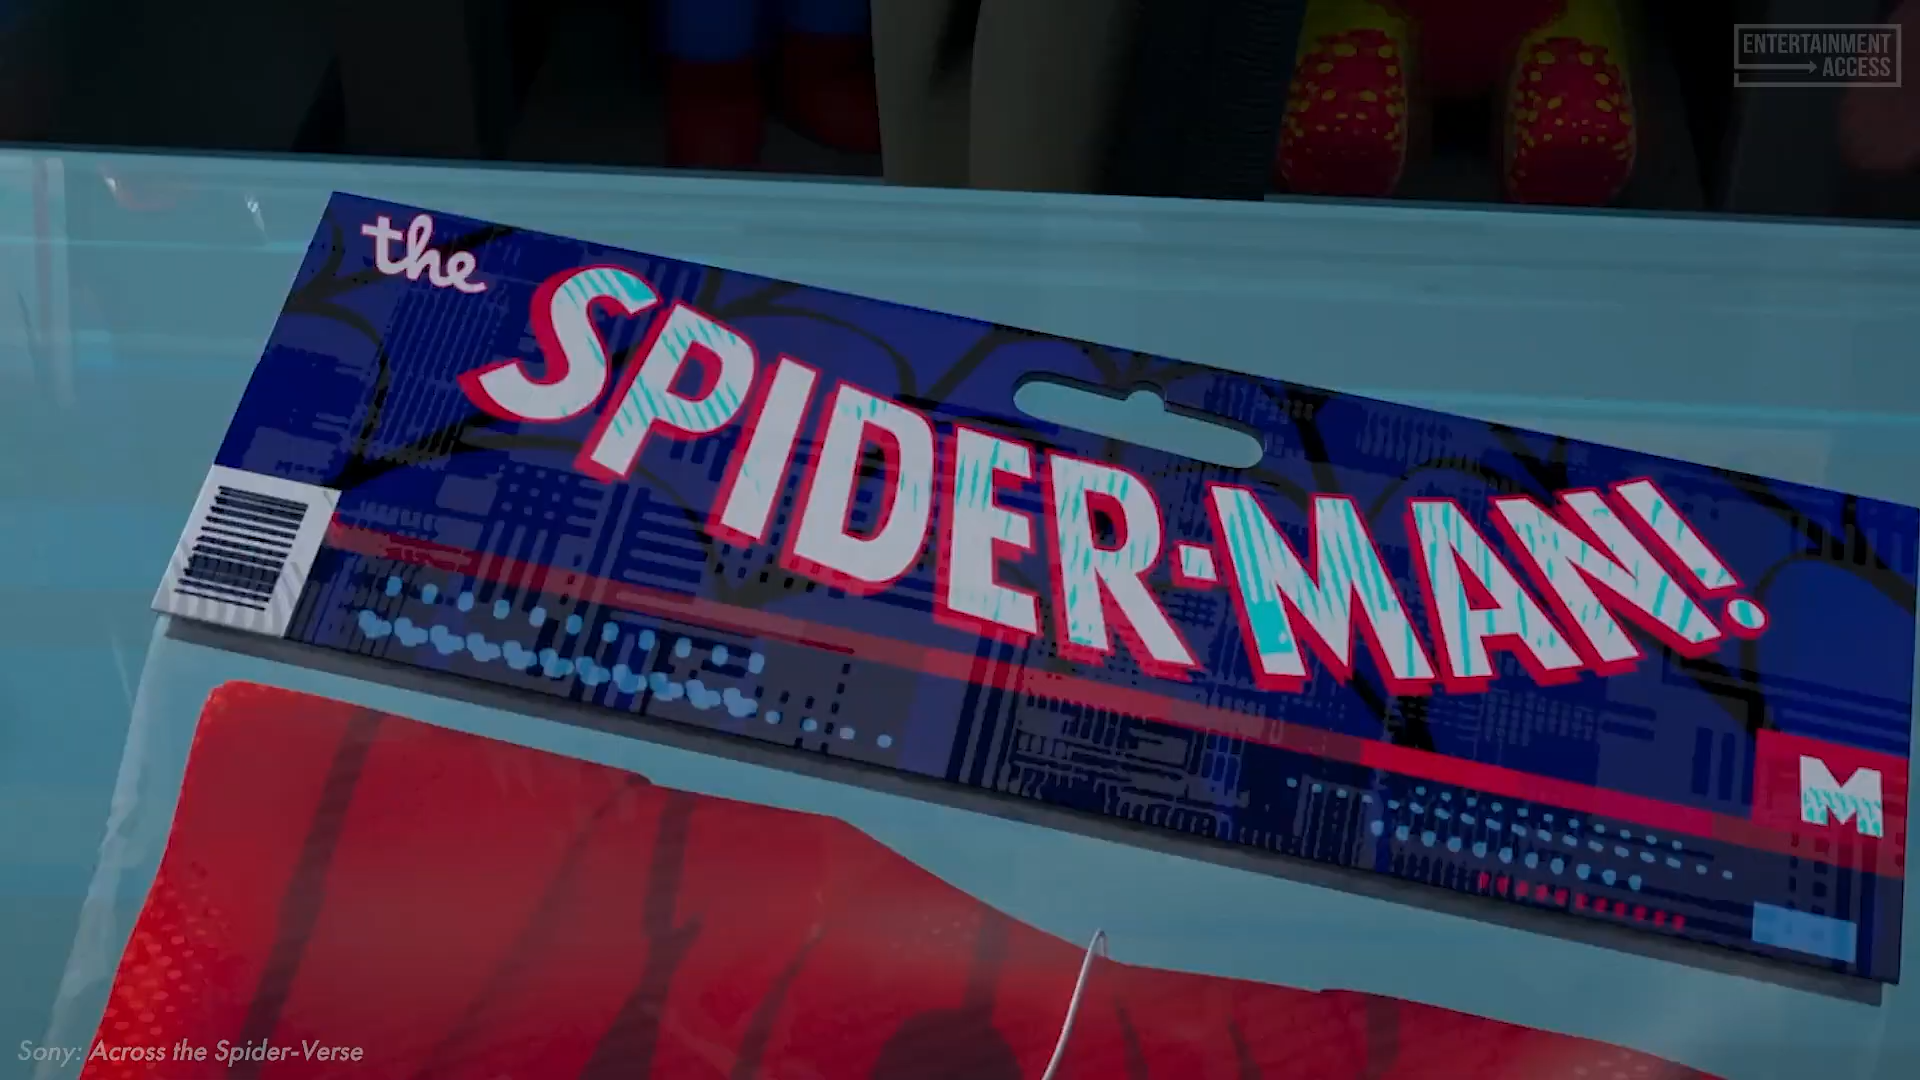 ENTERTAINMENT
ACCESS
the
SPIDER-MAN!
M
Sony: Across the Spider-Verse